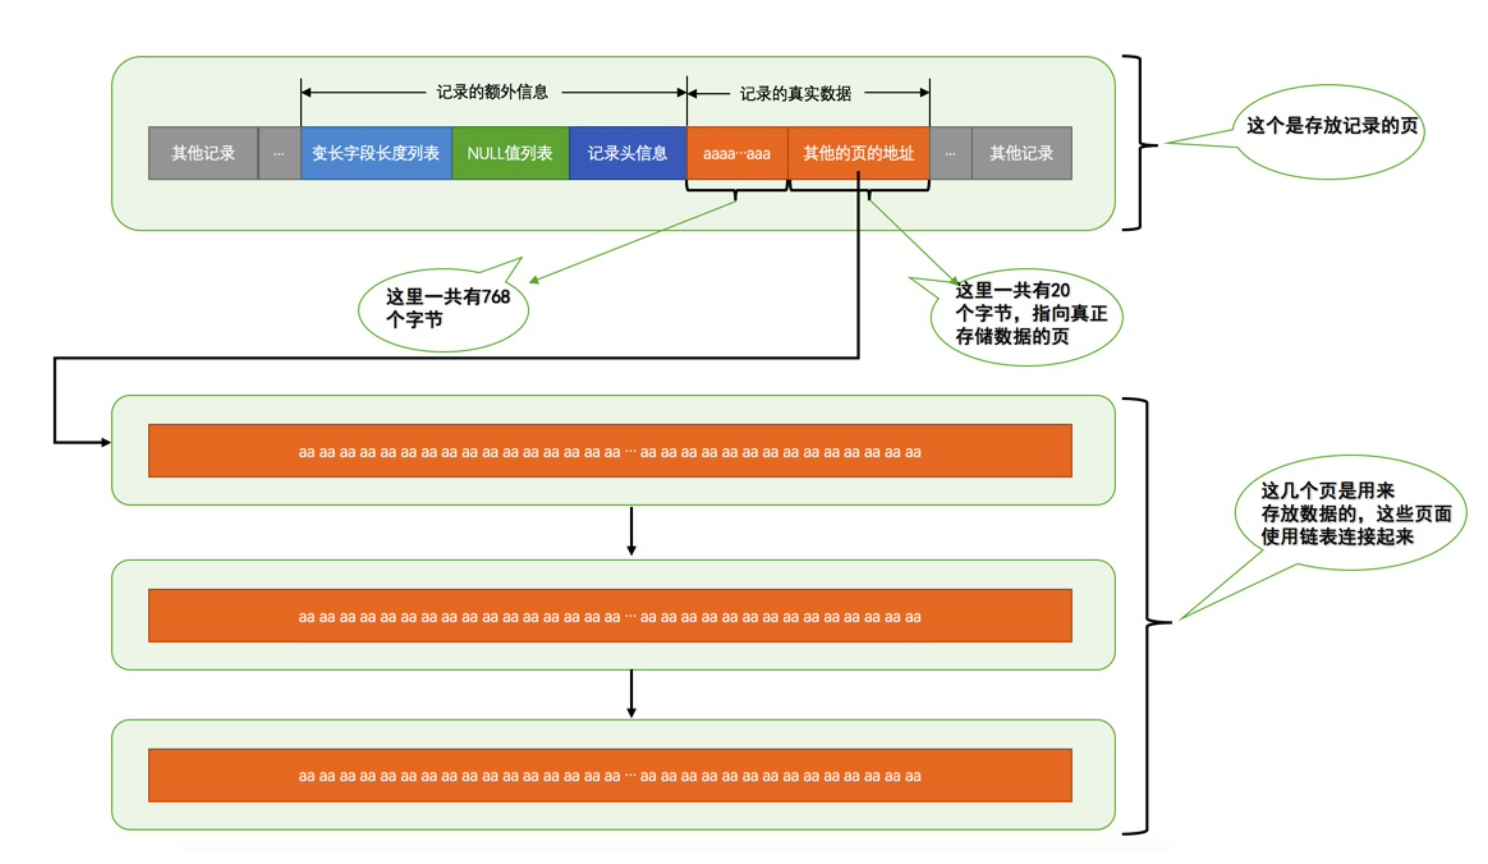 记录的额外信息
记录的真实数据
这个是存放记录的页
其他记录
...
变长字段长度列表
NULL值列表
记录头信息
aaaa···aaa
其他的页的地址
...
其他记录
这里一共有768
个字节
这里一共有20
个字节，指向真正
存储数据的页
aa aa aa aa aa aa aa aa aa aa aa aa aa aa aa aa ··· aa aa aa aa aa aa aa aa aa aa aa aa aa aa
这几个页是用来
存放数据的，这些页面
使用链表连接起来
aa aa aa aa aa aa aa aa aa aa aa aa aa aa aa aa ··· aa aa aa aa aa aa aa aa aa aa aa aa aa aa
aa aa aa aa aa aa aa aa aa aa aa aa aa aa aa aa ··· aa aa aa aa aa aa aa aa aa aa aa aa aa aa